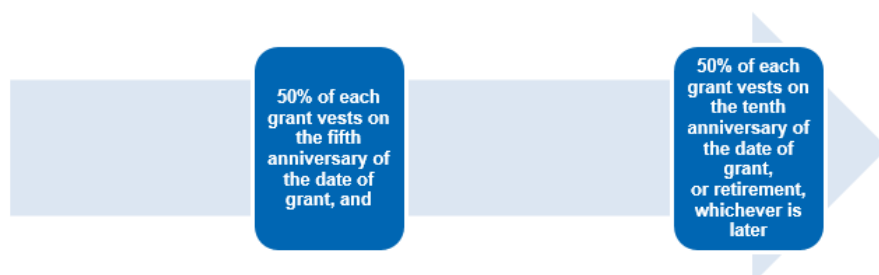 50% of each
grant vests on
the fifth
anniversary of
the date of
grant, and
50% of each
grant vests on
the tenth
anniversary of
the date of
grant,
or retirement,
whichever is
later